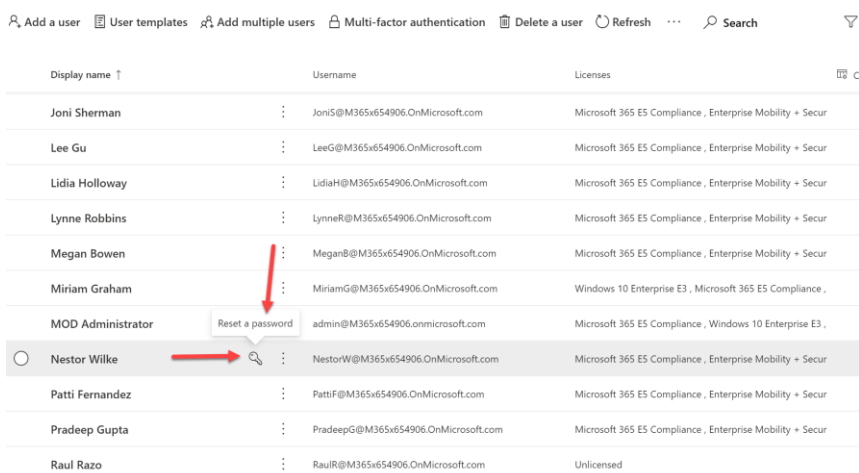 Add a user User templates Add multiple users Multi-factor authentication Delete a user Refresh ... Search
Display name ↑ Username Licenses
Joni Sherman JoniS@M365x654906.OnMicrosoft.com Microsoft 365 E5 Compliance , Enterprise Mobility + Secur
Lee Gu LeeG@M365x654906.OnMicrosoft.com Microsoft 365 E5 Compliance , Enterprise Mobility + Secur
Lidia Holloway LidiaH@M365x654906.OnMicrosoft.com Microsoft 365 E5 Compliance , Enterprise Mobility + Secur
Lynne Robbins LynneR@M365x654906.OnMicrosoft.com Microsoft 365 E5 Compliance , Enterprise Mobility + Secur
Megan Bowen MeganB@M365x654906.OnMicrosoft.com Microsoft 365 E5 Compliance , Enterprise Mobility + Secur
Miriam Graham MiriamG@M365x654906.OnMicrosoft.com Windows 10 Enterprise E3 , Microsoft 365 E5 Compliance ,
MOD Administrator Reset a password admin@M365x654906.onmicrosoft.com Microsoft 365 E5 Compliance , Windows 10 Enterprise E3 ,
Nestor Wilke NestorW@M365x654906.OnMicrosoft.com Microsoft 365 E5 Compliance , Enterprise Mobility + Secur
Patti Fernandez PattiF@M365x654906.OnMicrosoft.com Microsoft 365 E5 Compliance , Enterprise Mobility + Secur
Pradeep Gupta PradeepG@M365x654906.OnMicrosoft.com Microsoft 365 E5 Compliance , Enterprise Mobility + Secur
Raul Razo RaulR@M365x654906.OnMicrosoft.com Unlicensed